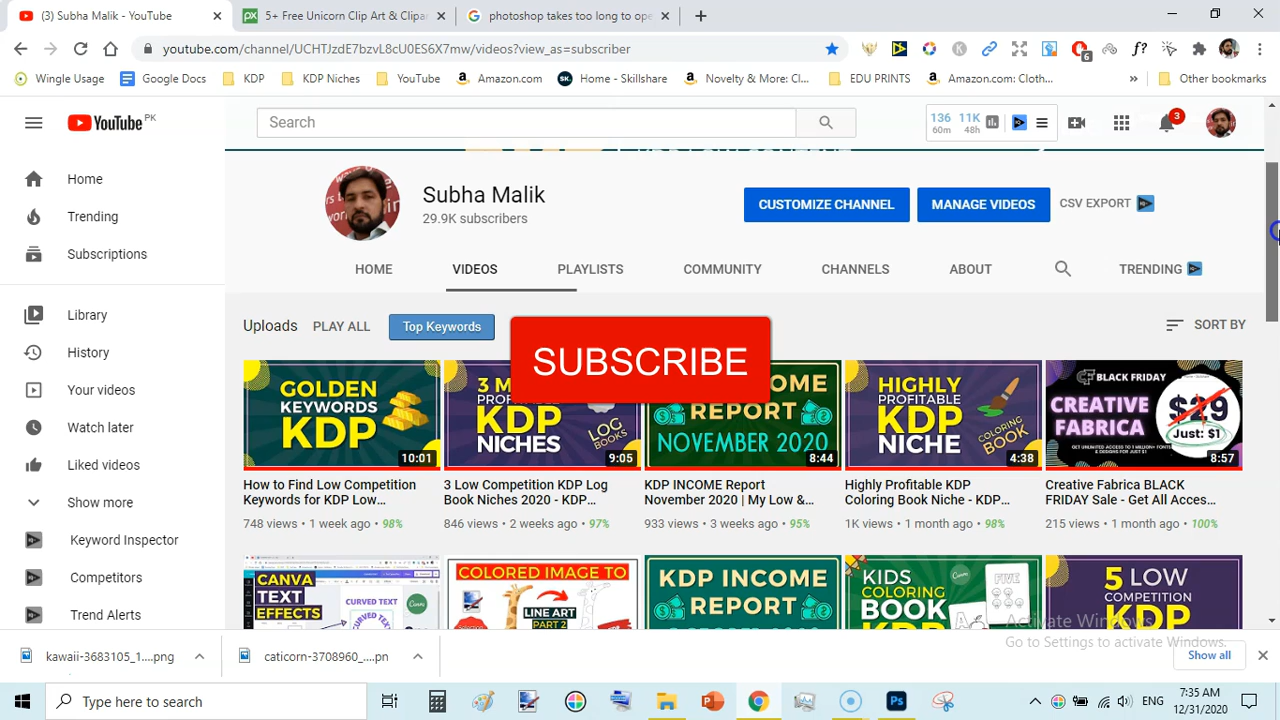 (3) Subha Malik - YouTube
5+ Free Unicorn Clip Art & Clipar
photoshop takes too long to ope
youtube.com/channel/UCHTJzdE7bzvL8cU0ES6X7mw/videos?view_as=subscriber
6
f?
Wingle Usage
Google Docs
KDP
KDP Niches
YouTube
Amazon.com
Home - Skillshare
Novelty & More: Cl...
EDU PRINTS
Amazon.com: Cloth...
»
Other bookmarks
YouTube PK
Search
136 11K
60m 48h
3
Home
Trending
Subscriptions
Library
History
Your videos
Watch later
Liked videos
Show more
Keyword Inspector
Competitors
Trend Alerts
Subha Malik
29.9K subscribers
CUSTOMIZE CHANNEL
MANAGE VIDEOS
CSV EXPORT
HOME
VIDEOS
PLAYLISTS
COMMUNITY
CHANNELS
ABOUT
TRENDING
Uploads
PLAY ALL
Top Keywords
SORT BY
SUBSCRIBE
GOLDEN
KEYWORDS
KDP
10:01
KDP
NICHES
LOG
BOOKS
9:05
REPORT
NOVEMBER 2020
8:44
HIGHLY
PROFITABLE
KDP
NICHE
COLORING
BOOK
4:38
BLACK FRIDAY
CREATIVE
FABRICA
$29
Just: $1
GET UNLIMITED ACCESS TO 1 MILLION+ FONTS
& DESIGNS FOR JUST $1
8:57
How to Find Low Competition
Keywords for KDP Low...
748 views • 1 week ago • 98%
3 Low Competition KDP Log
Book Niches 2020 - KDP...
846 views • 2 weeks ago • 97%
KDP INCOME Report
November 2020 | My Low &...
933 views • 3 weeks ago • 95%
Highly Profitable KDP
Coloring Book Niche - KDP...
1K views • 1 month ago • 98%
Creative Fabrica BLACK
FRIDAY Sale - Get All Acces...
215 views • 1 month ago • 100%
CANVA
TEXT
EFFECTS
CURVED TEXT
COLORED IMAGE TO
LINE ART
PART 2
KDP INCOME
REPORT
KIDS
COLORING
BOOK
FIVE
5 LOW
COMPETITION
Activate Windows
Go to Settings to activate Windows.
kawaii-3683105_1....png
caticorn-3708960_....pn
Show all
Type here to search
ENG
7:35 AM
12/31/2020